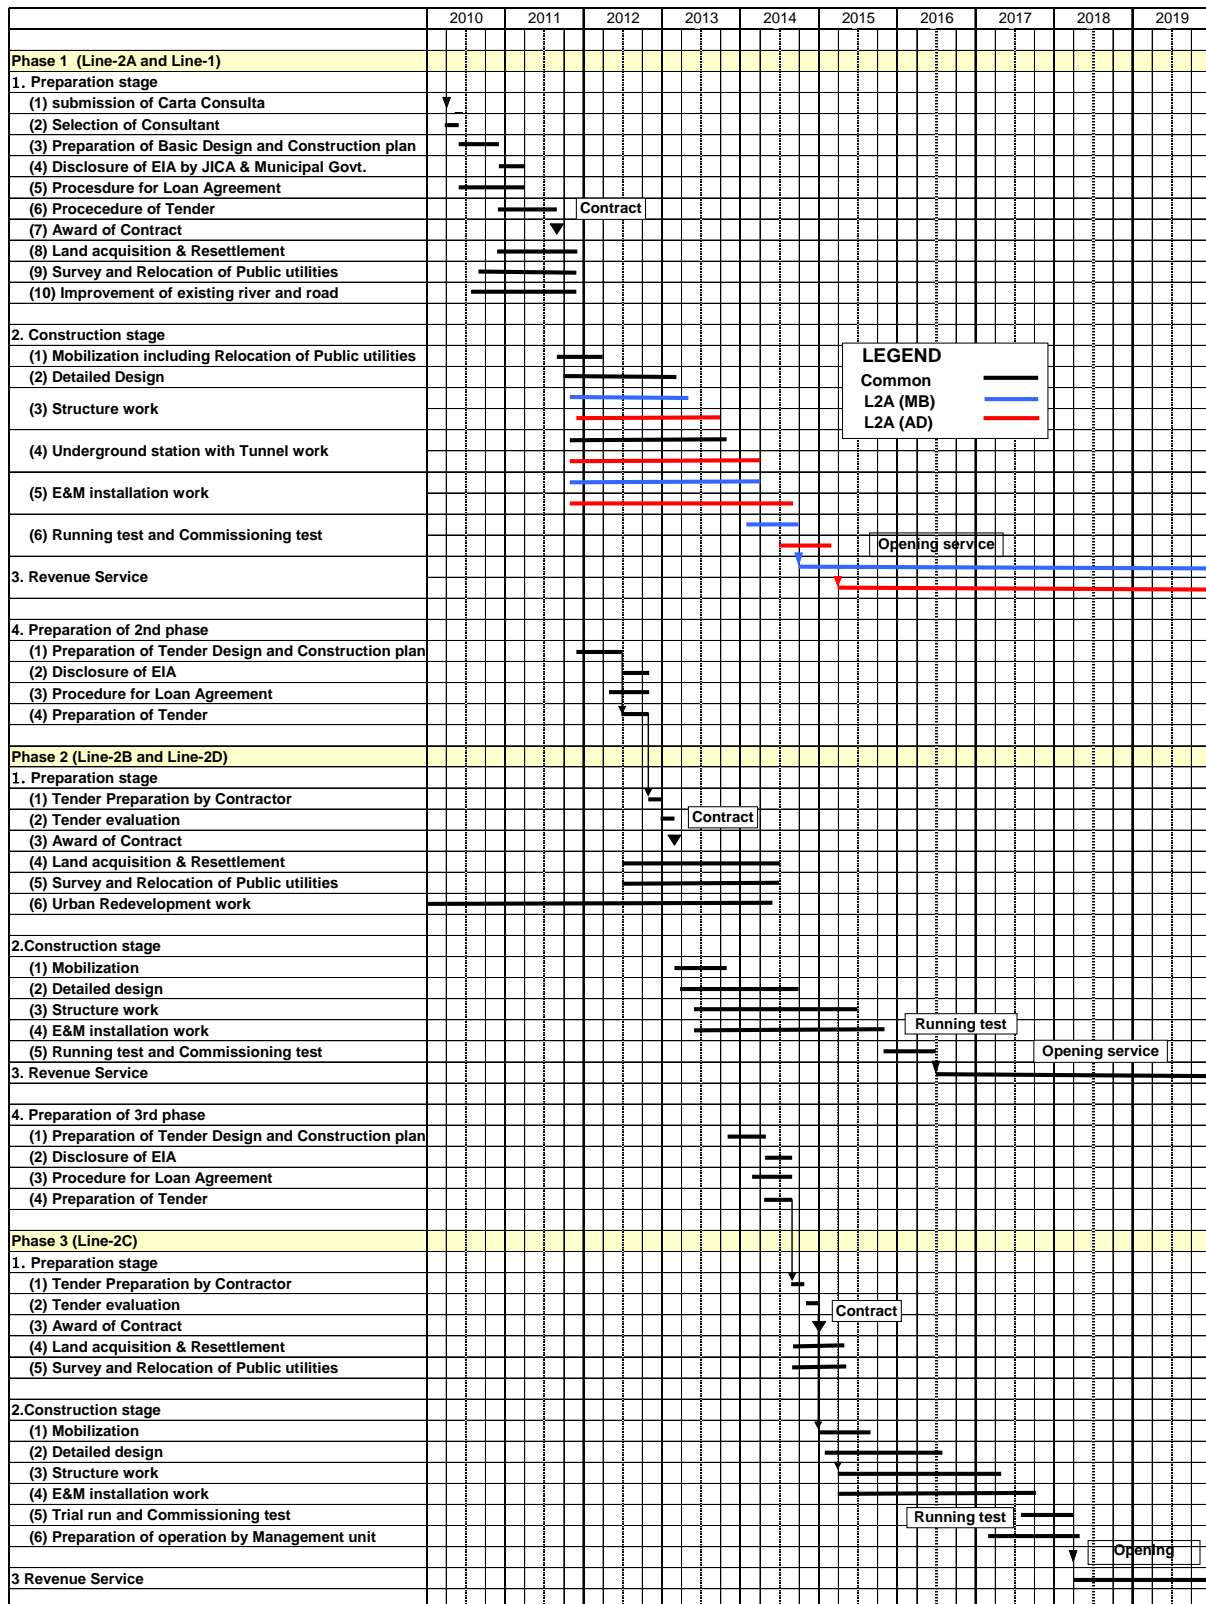 2010 2011 2012 2013 2014 2015 2016 2017 2018 2019
Phase 1 (Line-2A and Line-1)
1. Preparation stage
(1) submission of Carta Consulta
(2) Selection of Consultant
(3) Preparation of Basic Design and Construction plan
(4) Disclosure of EIA by JICA & Municipal Govt.
(5) Procesdure for Loan Agreement
(6) Procecedure of Tender
Contract
(7) Award of Contract
(8) Land acquisition & Resettlement
(9) Survey and Relocation of Public utilities
(10) Improvement of existing river and road
2. Construction stage
(1) Mobilization including Relocation of Public utilities
LEGEND
(2) Detailed Design
Common
L2A (MB)
(3) Structure work
L2A (AD)
(4) Underground station with Tunnel work
(5) E&M installation work
(6) Running test and Commissioning test
Opening service
3. Revenue Service
4. Preparation of 2nd phase
(1) Preparation of Tender Design and Construction plan
(2) Disclosure of EIA
(3) Procedure for Loan Agreement
(4) Preparation of Tender
Phase 2 (Line-2B and Line-2D)
1. Preparation stage
(1) Tender Preparation by Contractor
(2) Tender evaluation
Contract
(3) Award of Contract
(4) Land acquisition & Resettlement
(5) Survey and Relocation of Public utilities
(6) Urban Redevelopment work
2.Construction stage
(1) Mobilization
(2) Detailed design
(3) Structure work
(4) E&M installation work
Running test
(5) Running test and Commissioning test
Opening service
3. Revenue Service
4. Preparation of 3rd phase
(1) Preparation of Tender Design and Construction plan
(2) Disclosure of EIA
(3) Procedure for Loan Agreement
(4) Preparation of Tender
Phase 3 (Line-2C)
1. Preparation stage
(1) Tender Preparation by Contractor
(2) Tender evaluation
Contract
(3) Award of Contract
(4) Land acquisition & Resettlement
(5) Survey and Relocation of Public utilities
2.Construction stage
(1) Mobilization
(2) Detailed design
(3) Structure work
(4) E&M installation work
(5) Trial run and Commissioning test
Running test
(6) Preparation of operation by Management unit
Opening
3 Revenue Service